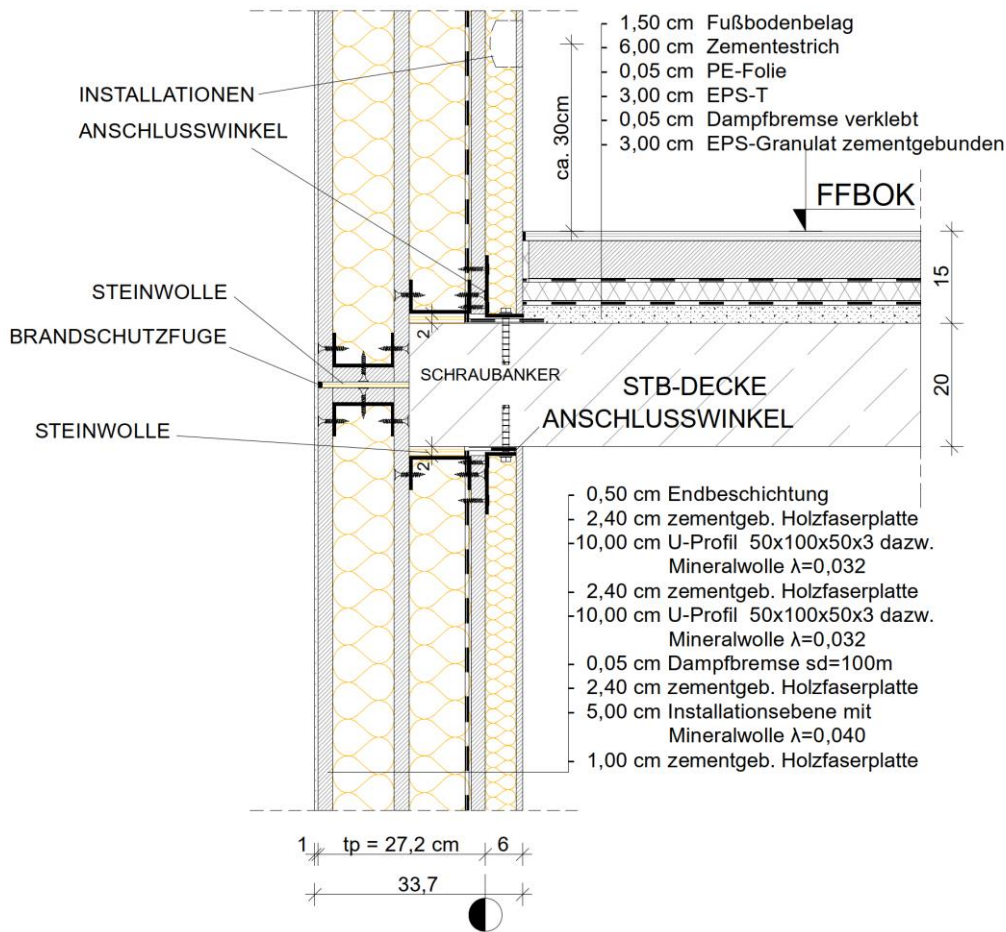 1,50 cm Fußbodenbelag
6,00 cm Zementestrich
0,05 cm PE-Folie
3,00 cm EPS-T
0,05 cm Dampfbremse verklebt
3,00 cm EPS-Granulat zementgebunden
INSTALLATIONEN
ANSCHLUSSWINKEL
ca. 30cm
FFBOK
15
STEINWOLLE
BRANDSCHUTZFUGE
2
SCHRAUBANKER
STB-DECKE
ANSCHLUSSWINKEL
20
STEINWOLLE
2
0,50 cm Endbeschichtung
2,40 cm zementgeb. Holzfaserplatte
10,00 cm U-Profil 50x100x50x3 dazw.
Mineralwolle λ=0,032
2,40 cm zementgeb. Holzfaserplatte
10,00 cm U-Profil 50x100x50x3 dazw.
Mineralwolle λ=0,032
0,05 cm Dampfbremse sd=100m
2,40 cm zementgeb. Holzfaserplatte
5,00 cm Installationsebene mit
Mineralwolle λ=0,040
1,00 cm zementgeb. Holzfaserplatte
1 tp = 27,2 cm 6
33,7